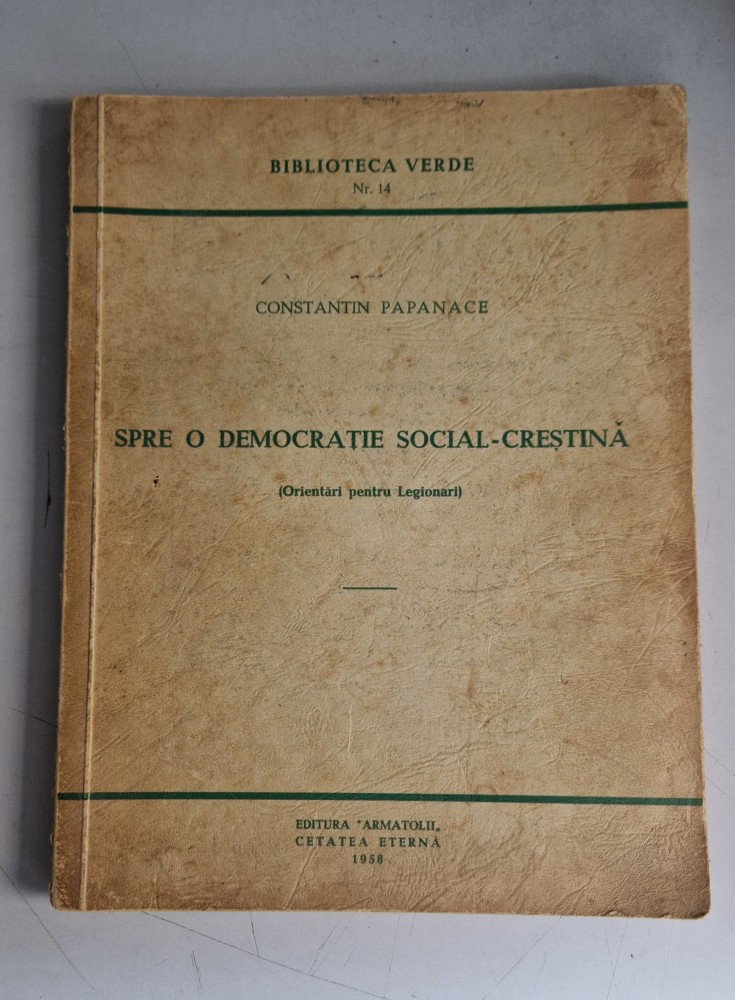 BIBLIOTECA VERDE
Nr. 14
CONSTANTIN PAPANACE
SPRE O DEMOCRAȚIE SOCIAL-CREȘTINĂ
(Orientări pentru Legionari)
EDITURA "ARMATOLII„
CETATEA ETERNĂ
1958